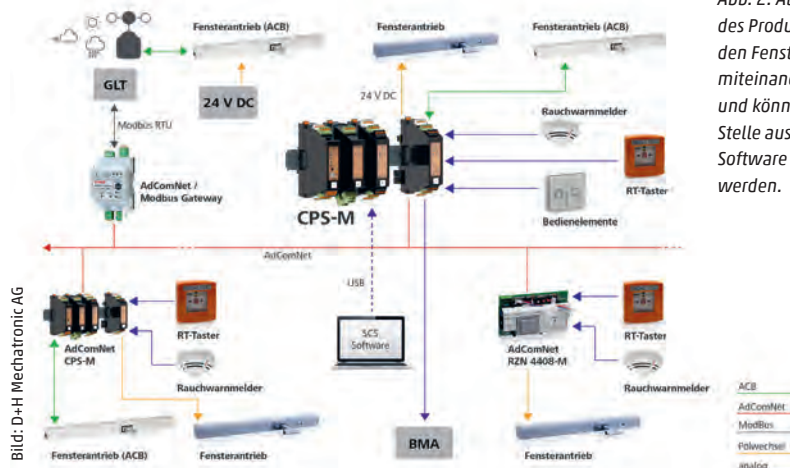 Fensterantrieb (ACB)
Fensterantrieb
Fensterantrieb (ACB)
GLT
24 V DC
24 V DC
Modbus RTU
AdComNet /
Modbus Gateway
CPS-M
Rauchwarnmelder
RT-Taster
Bedienelemente
AdComNet
USB
AdComNet
CPS-M
RT-Taster
Rauchwarnmelder
SCS
Software
AdComNet
RZN 4408-M
RT-Taster
Rauchwarnmelder
BMA
Fensterantrieb (ACB)
Fensterantrieb
Fensterantrieb
Bild: D+H Mechatronic AG
des Produ
den Fenst
miteinan
und könn
Stelle aus
Software
werden.
ACB
AdComNet
ModBus
Polwechsel
analog